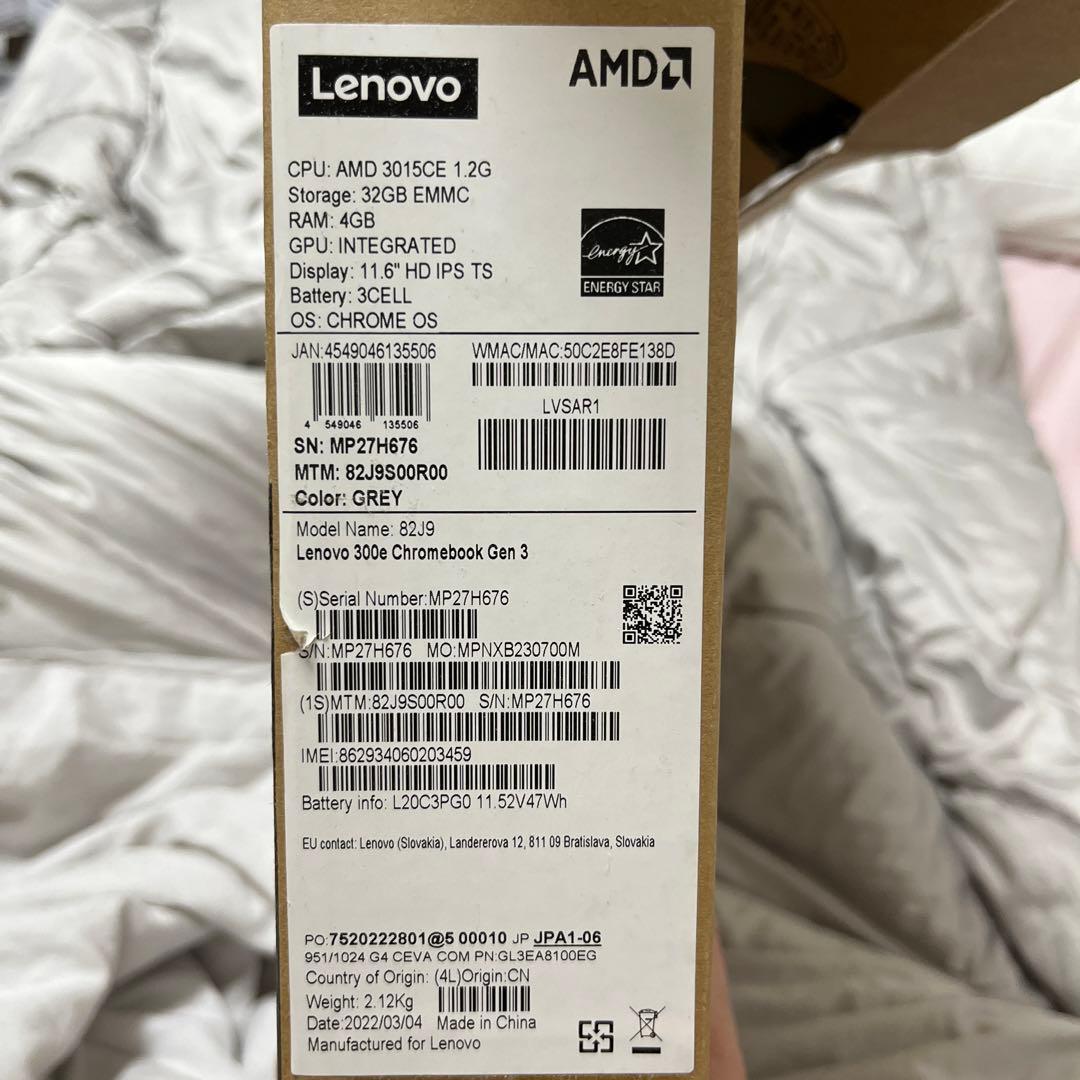 Lenovo
AMD
CPU: AMD 3015CE 1.2G
Storage: 32GB EMMC
RAM: 4GB
GPU: INTEGRATED
Display: 11.6" HD IPS TS
Battery: 3CELL
OS: CHROME OS
energy
ENERGY STAR
JAN:4549046135506 WMAC/MAC:50C2E8FE138D
LVSAR1
4 549046 135506
SN: MP27H676
MTM: 82J9S00R00
Color: GREY
Model Name: 82J9
Lenovo 300e Chromebook Gen 3
(S)Serial Number:MP27H676
S/N:MP27H676 MO:MPNXB230700M
(1S)MTM:82J9S00R00 S/N:MP27H676
IMEI:862934060203459
Battery info: L20C3PG0 11.52V47Wh
EU contact: Lenovo (Slovakia), Landererova 12, 811 09 Bratislava, Slovakia
PO:7520222801@5 00010 JP JPA1-06
951/1024 G4 CEVA COM PN:GL3EA8100EG
Country of Origin: (4L)Origin:CN
Weight: 2.12Kg
Date:2022/03/04 Made in China
Manufactured for Lenovo